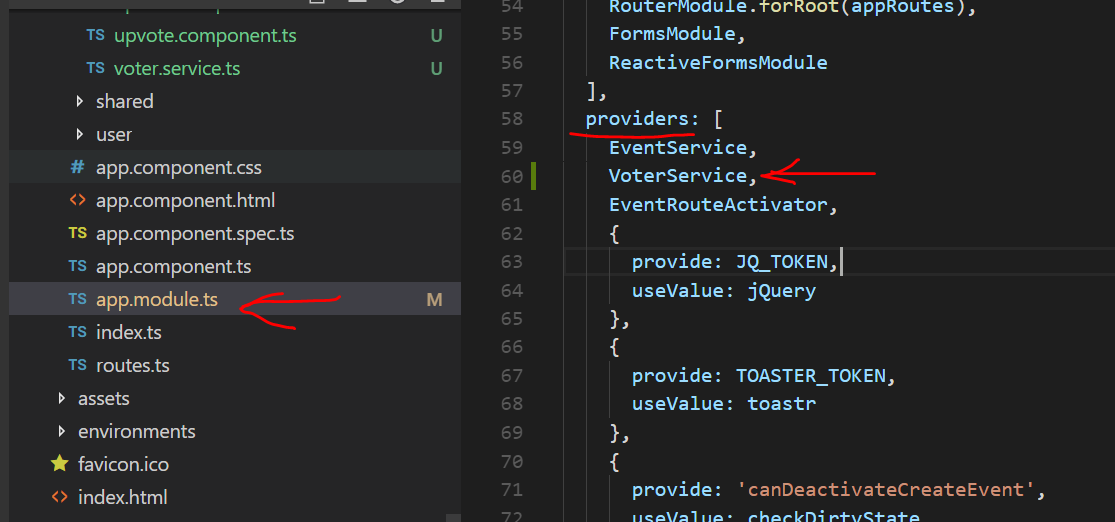 TS upvote.component.ts U
TS voter.service.ts U
shared
user
# app.component.css
<> app.component.html
TS app.component.spec.ts
TS app.component.ts
TS app.module.ts M
TS index.ts
TS routes.ts
assets
environments
favicon.ico
<> index.html
54 RouterModule.forRoot(appRoutes),
55 FormsModule,
56 ReactiveFormsModule
57 ],
58 providers: [
59 EventService,
60 VoterService,
61 EventRouteActivator,
62 {
63 provide: JQ_TOKEN,
64 useValue: jQuery
65 },
66 {
67 provide: TOASTER_TOKEN,
68 useValue: toastr
69 },
70 {
71 provide: 'canDeactivateCreateEvent',
72 useValue: checkDirtyState